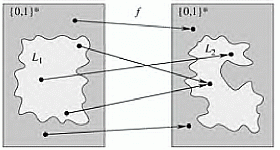 {0,1}*
f
{0,1}*
L₁
L₂